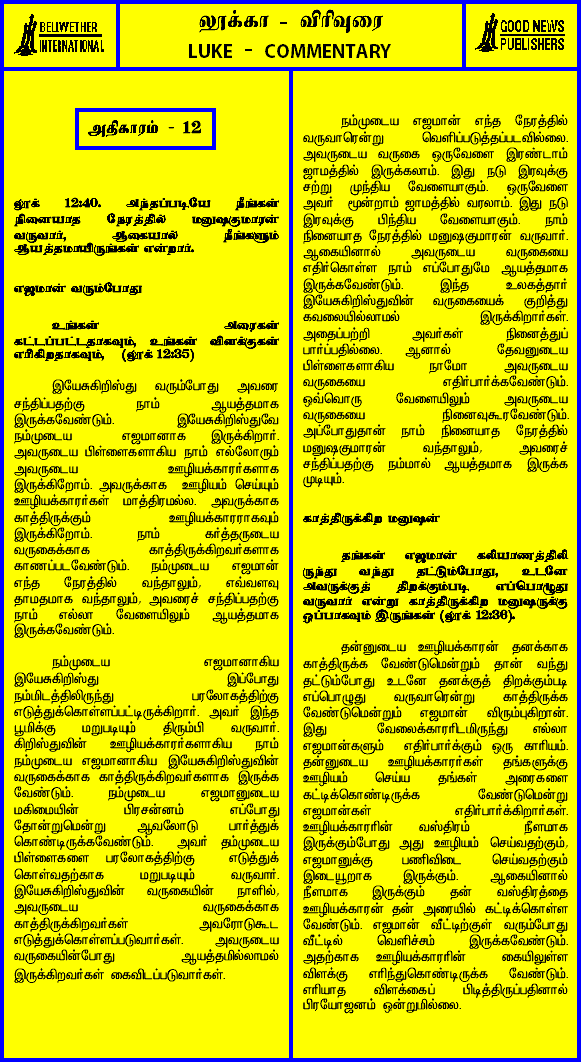 BELLWETHER
INTERNATIONAL
லூக்கா - விரிவுரை
LUKE - COMMENTARY
GOOD NEWS
PUBLISHERS
அதிகாரம் - 12
லூக் 12:40. அந்தப்படியே நீங்கள்
நினையாத நேரத்தில் மனுஷகுமாரன்
வருவார், ஆகையால் நீங்களும்
ஆயத்தமாயிருங்கள் என்றார்.
எஜமான் வரும்போது
உங்கள் அரைகள்
கட்டப்பட்டதாகவும், உங்கள் விளக்குகள்
எரிகிறதாகவும், (லூக் 12:35)
இயேசுகிறிஸ்து வரும்போது அவரை
சந்திப்பதற்கு நாம் ஆயத்தமாக
இருக்கவேண்டும். இயேசுகிறிஸ்துவே
நம்முடைய எஜமானாக இருக்கிறார்.
அவருடைய பிள்ளைகளாகிய நாம் எல்லோரும்
அவருடைய ஊழியக்காரர்களாக
இருக்கிறோம். அவருக்காக ஊழியம் செய்யும்
ஊழியக்காரர்கள் மாத்திரமல்ல. அவருக்காக
காத்திருக்கும் ஊழியக்காரராகவும்
இருக்கிறோம். நாம் கர்த்தருடைய
வருகைக்காக காத்திருக்கிறவர்களாக
காணப்படவேண்டும். நம்முடைய எஜமான்
எந்த நேரத்தில் வந்தாலும், எவ்வளவு
தாமதமாக வந்தாலும், அவரைச் சந்திப்பதற்கு
நாம் எல்லா வேளையிலும் ஆயத்தமாக
இருக்கவேண்டும்.
நம்முடைய எஜமானாகிய
இயேசுகிறிஸ்து இப்போது
நம்மிடத்திலிருந்து பரலோகத்திற்கு
எடுத்துக்கொள்ளப்பட்டிருக்கிறார். அவர் இந்த
பூமிக்கு மறுபடியும் திரும்பி வருவார்.
கிறிஸ்துவின் ஊழியக்காரர்களாகிய நாம்
நம்முடைய எஜமானாகிய இயேசுகிறிஸ்துவின்
வருகைக்காக காத்திருக்கிறவர்களாக இருக்க
வேண்டும். நம்முடைய எஜமானுடைய
மகிமையின் பிரசன்னம் எப்போது
தோன்றுமென்று ஆவலோடு பார்த்துக்
கொண்டிருக்கவேண்டும். அவர் தம்முடைய
பிள்ளைகளை பரலோகத்திற்கு எடுத்துக்
கொள்வதற்காக மறுபடியும் வருவார்.
இயேசுகிறிஸ்துவின் வருகையின் நாளில்,
அவருடைய வருகைக்காக
காத்திருக்கிறவர்கள் அவரோடுகூட
எடுத்துக்கொள்ளப்படுவார்கள். அவருடைய
வருகையின்போது ஆயத்தமில்லாமல்
இருக்கிறவர்கள் கைவிடப்படுவார்கள்.
நம்முடைய எஜமான் எந்த நேரத்தில்
வருவாரென்று வெளிப்படுத்தப்படவில்லை.
அவருடைய வருகை ஒருவேளை இரண்டாம்
ஜாமத்தில் இருக்கலாம். இது நடு இரவுக்கு
சற்று முந்திய வேளையாகும். ஒருவேளை
அவர் மூன்றாம் ஜாமத்தில் வரலாம். இது நடு
இரவுக்கு பிந்திய வேளையாகும். நாம்
நினையாத நேரத்தில் மனுஷகுமாரன் வருவார்.
ஆகையினால் அவருடைய வருகையை
எதிர்கொள்ள நாம் எப்போதுமே ஆயத்தமாக
இருக்கவேண்டும். இந்த உலகத்தார்
இயேசுகிறிஸ்துவின் வருகையைக் குறித்து
கவலையில்லாமல் இருக்கிறார்கள்.
அதைப்பற்றி அவர்கள் நினைத்துப்
பார்ப்பதில்லை. ஆனால் தேவனுடைய
பிள்ளைகளாகிய நாமோ அவருடைய
வருகையை எதிர்பார்க்கவேண்டும்.
ஒவ்வொரு வேளையிலும் அவருடைய
வருகையை நினைவுகூரவேண்டும்.
அப்போதுதான் நாம் நினையாத நேரத்தில்
மனுஷகுமாரன் வந்தாலும், அவரைச்
சந்திப்பதற்கு நம்மால் ஆயத்தமாக இருக்க
முடியும்.
காத்திருக்கிற மனுஷன்
தங்கள் எஜமான் கலியாணத்திலி
ருந்து வந்து தட்டும்போது, உடனே
அவருக்குத் திறக்கும்படி எப்பொழுது
வருவார் என்று காத்திருக்கிற மனுஷருக்கு
ஒப்பாகவும் இருங்கள் (லூக் 12:36).
தன்னுடைய ஊழியக்காரன் தனக்காக
காத்திருக்க வேண்டுமென்றும் தான் வந்து
தட்டும்போது உடனே தனக்குத் திறக்கும்படி
எப்பொழுது வருவாரென்று காத்திருக்க
வேண்டுமென்றும் எஜமான் விரும்புகிறான்.
இது வேலைக்காரரிடமிருந்து எல்லா
எஜமான்களும் எதிர்பார்க்கும் ஒரு காரியம்.
தன்னுடைய ஊழியக்காரர்கள் தங்களுக்கு
ஊழியம் செய்ய தங்கள் அரைகளை
கட்டிக்கொண்டிருக்க வேண்டுமென்று
எஜமான்கள் எதிர்பார்க்கிறார்கள்.
ஊழியக்காரரின் வஸ்திரம் நீளமாக
இருக்கும்போது அது ஊழியம் செய்வதற்கும்,
எஜமானுக்கு பணிவிடை செய்வதற்கும்
இடையூறாக இருக்கும். ஆகையினால்
நீளமாக இருக்கும் தன் வஸ்திரத்தை
ஊழியக்காரன் தன் அரையில் கட்டிக்கொள்ள
வேண்டும். எஜமான் வீட்டிற்குள் வரும்போது
வீட்டில் வெளிச்சம் இருக்கவேண்டும்.
அதற்காக ஊழியக்காரரின் கையிலுள்ள
விளக்கு எரிந்துகொண்டிருக்க வேண்டும்.
எரியாத விளக்கைப் பிடித்திருப்பதினால்
பிரயோஜனம் ஒன்றுமில்லை.